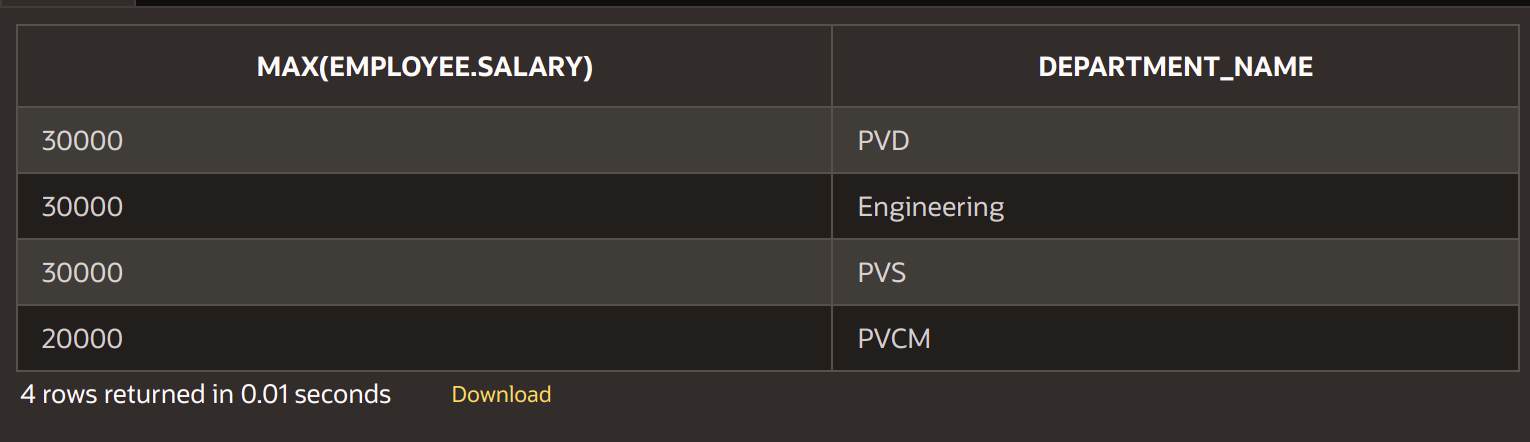 MAX(EMPLOYEE.SALARY) DEPARTMENT_NAME
30000 PVD
30000 Engineering
30000 PVS
20000 PVCM
4 rows returned in 0.01 seconds Download